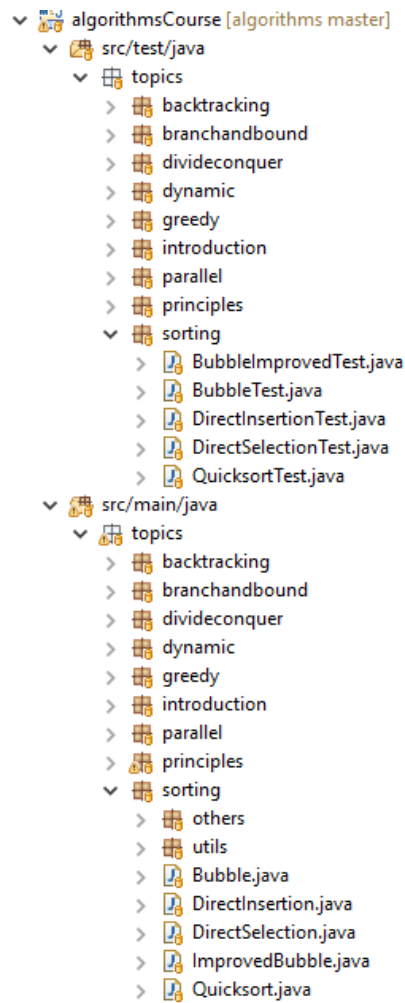 algorithmsCourse [algorithms master]
src/test/java
topics
backtracking
branchandbound
divideconquer
dynamic
greedy
introduction
parallel
principles
sorting
BubbleImprovedTest.java
BubbleTest.java
DirectInsertionTest.java
DirectSelectionTest.java
QuicksortTest.java
src/main/java
topics
backtracking
branchandbound
divideconquer
dynamic
greedy
introduction
parallel
principles
sorting
others
utils
Bubble.java
DirectInsertion.java
DirectSelection.java
ImprovedBubble.java
Quicksort.java